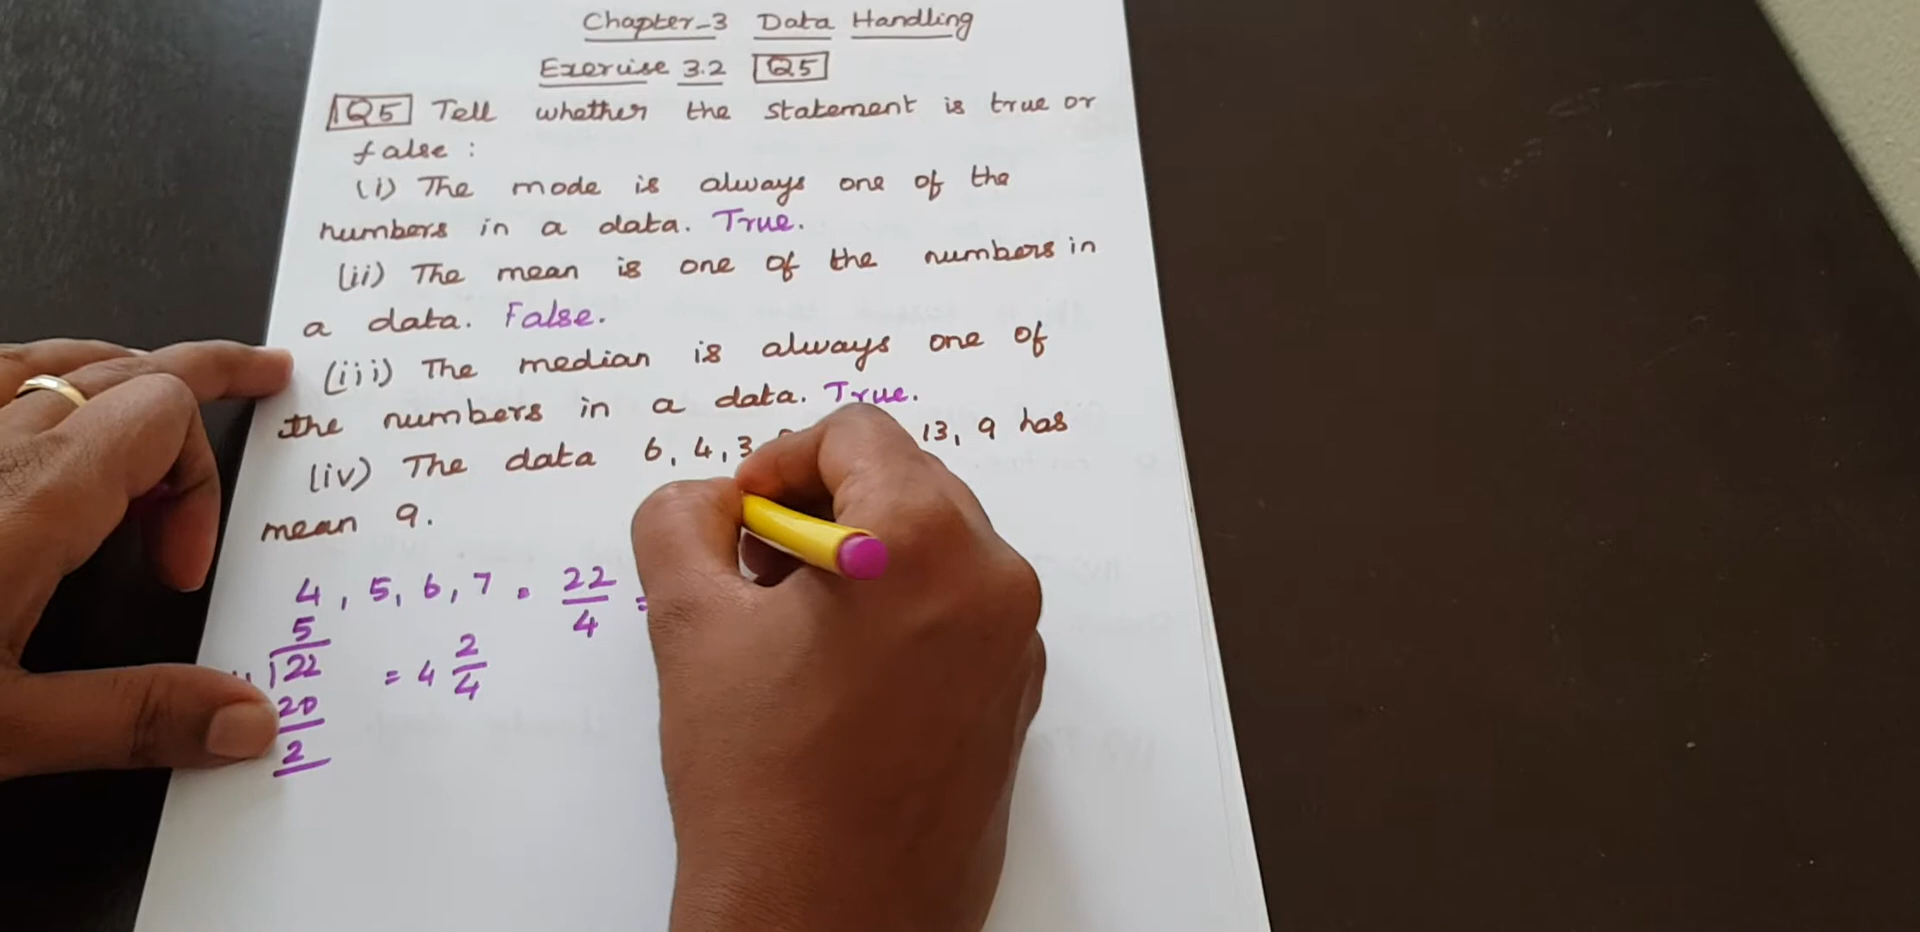 Chapter-3 Data Handling
Exercise 3.2 Q5
Q5 Tell whether the statement is true or
false :
(i) The mode is always one of the
numbers in a data. True.
(ii) The mean is one of the numbers in
a data. False.
(iii) The median is always one of
the numbers in a data. True.
(iv) The data 6, 4, 3 13, 9 has
mean 9.
4, 5, 6, 7 . 22/4 =
5
22 = 4 2/4
20
2